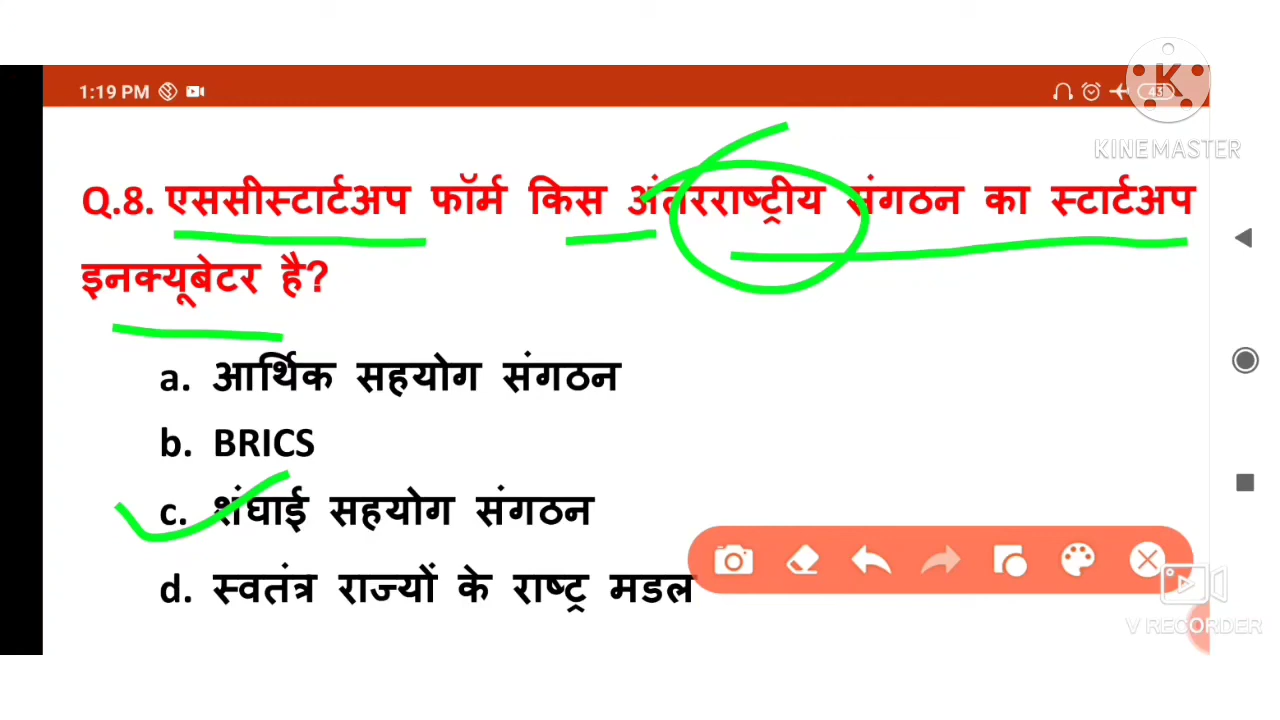 1:19 PM 43
KINEMASTER
Q.8. एससीस्टार्टअप फॉर्म किस अंतरराष्ट्रीय संगठन का स्टार्टअप
इनक्यूबेटर है?
a. आर्थिक सहयोग संगठन
b. BRICS
c. शंघाई सहयोग संगठन
d. स्वतंत्र राज्यों के राष्ट्र मडल
V RECORDER